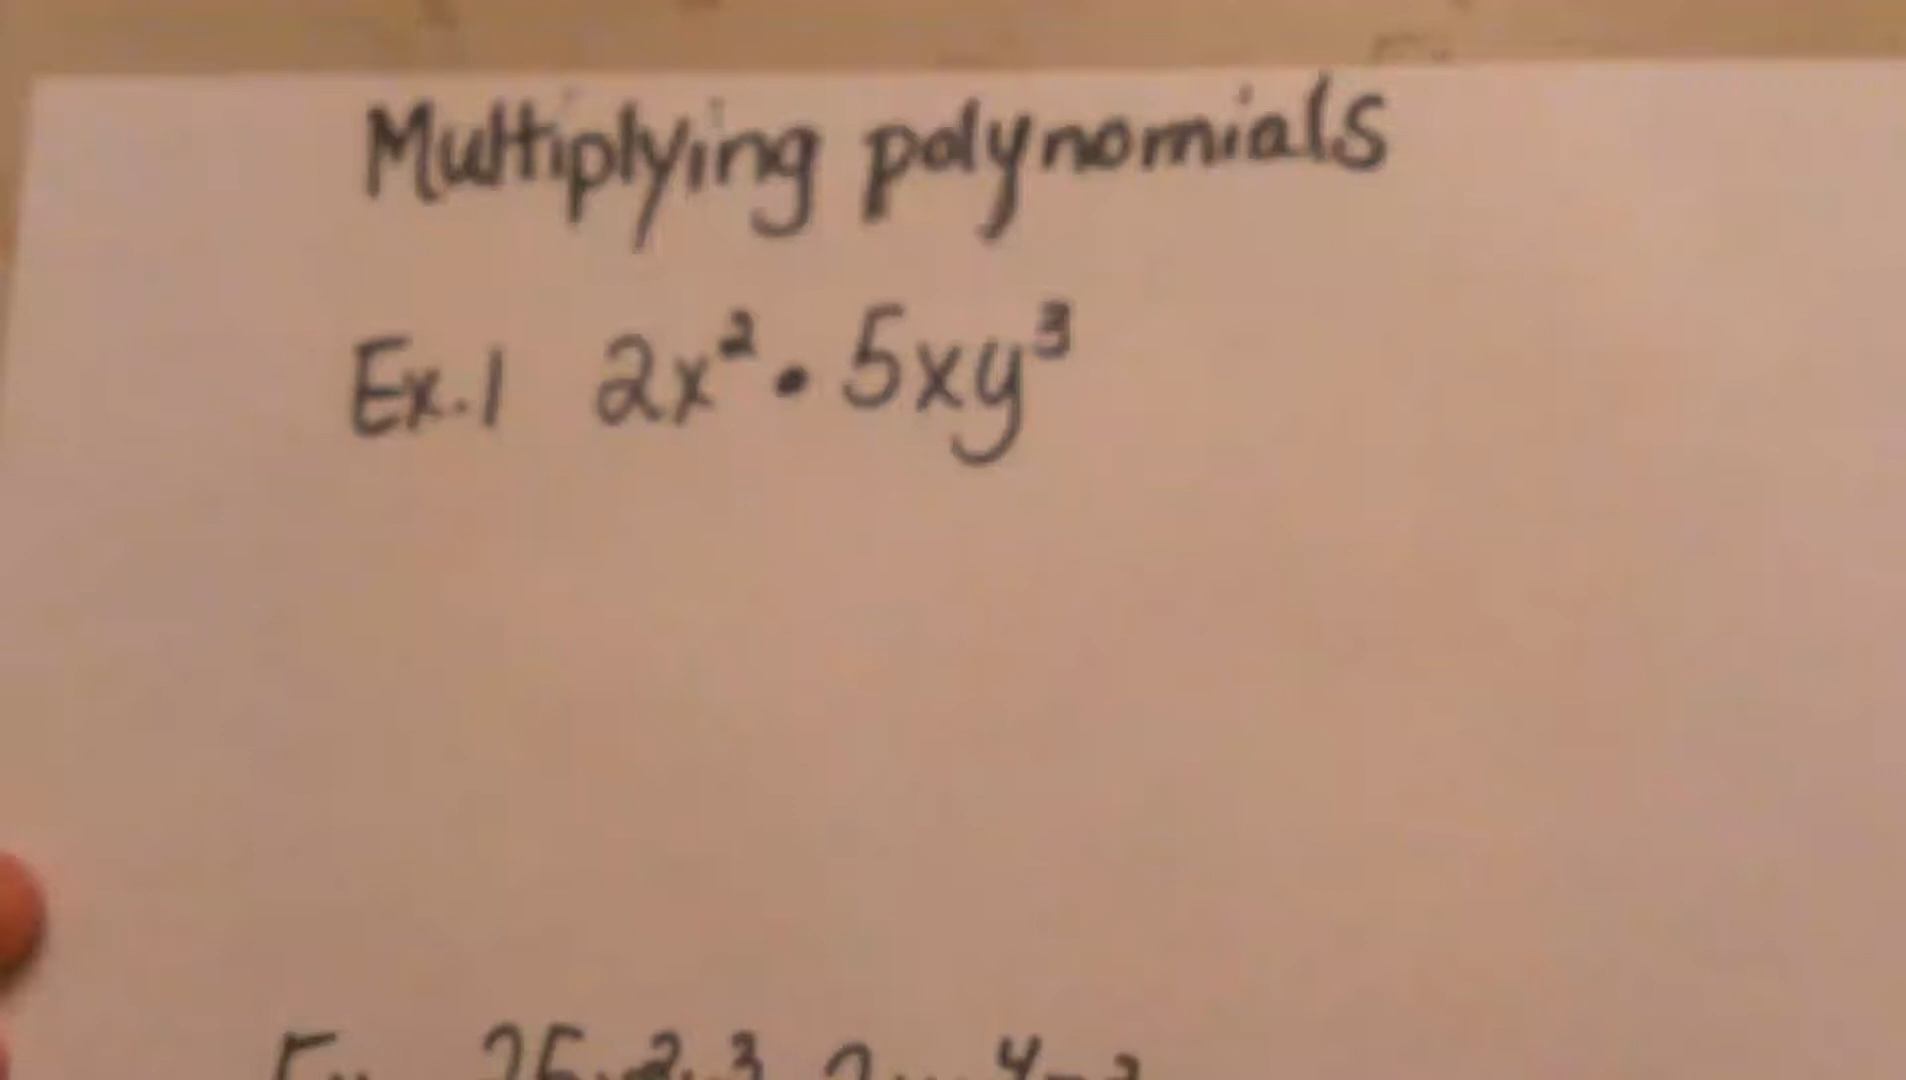 Multiplying polynomials
Ex.1 2x² • 5xy³